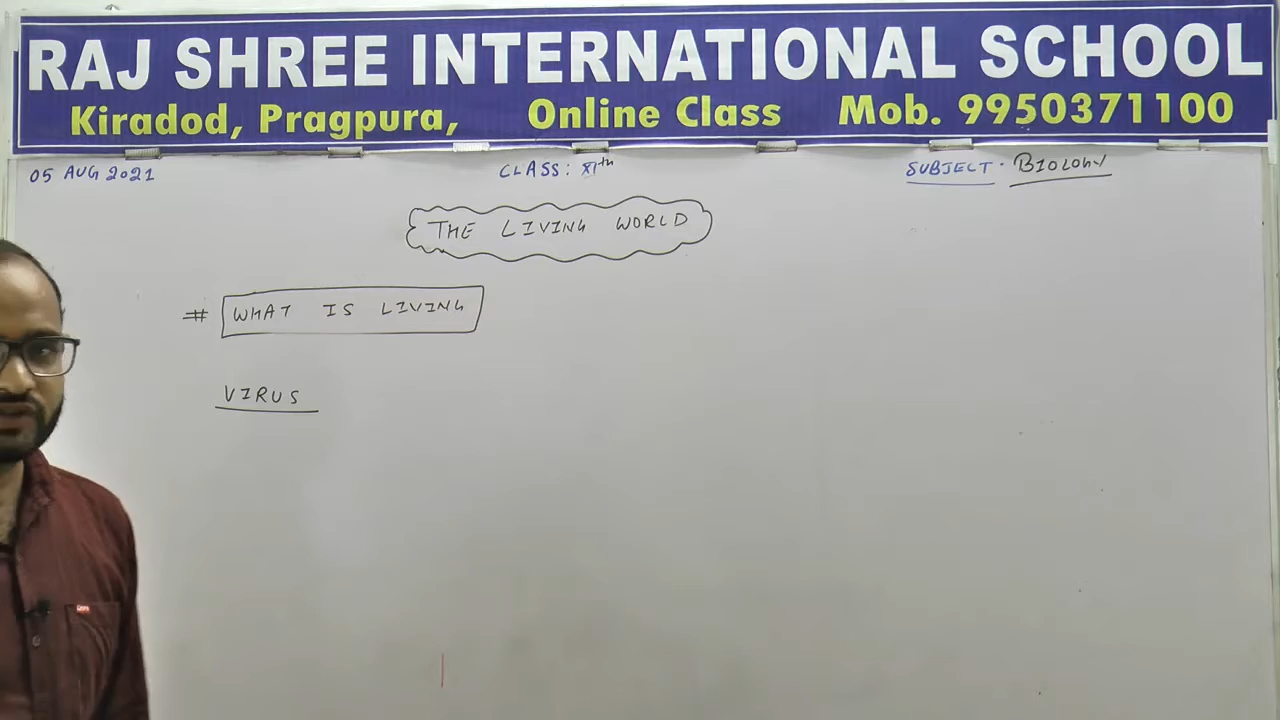 RAJ SHREE INTERNATIONAL SCHOOL
Kiradod, Pragpura, Online Class Mob. 9950371100
05 AUG 2021 CLASS: XIth SUBJECT - BIOLOGY
THE LIVING WORLD
# WHAT IS LIVING
VIRUS